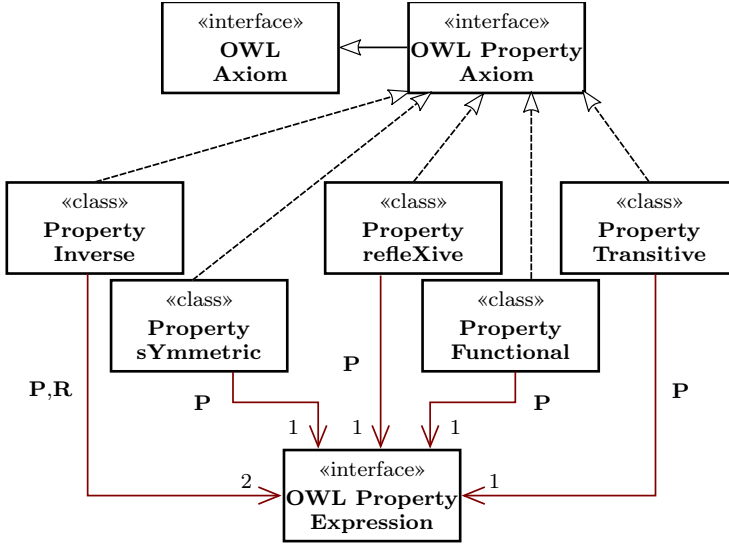 «interface»
OWL
Axiom
«interface»
OWL Property
Axiom
«class»
Property
Inverse
«class»
Property
refleXive
«class»
Property
Transitive
«class»
Property
sYmmetric
«class»
Property
Functional
P,R
P
P
P
P
1
1
1
2
1
«interface»
OWL Property
Expression